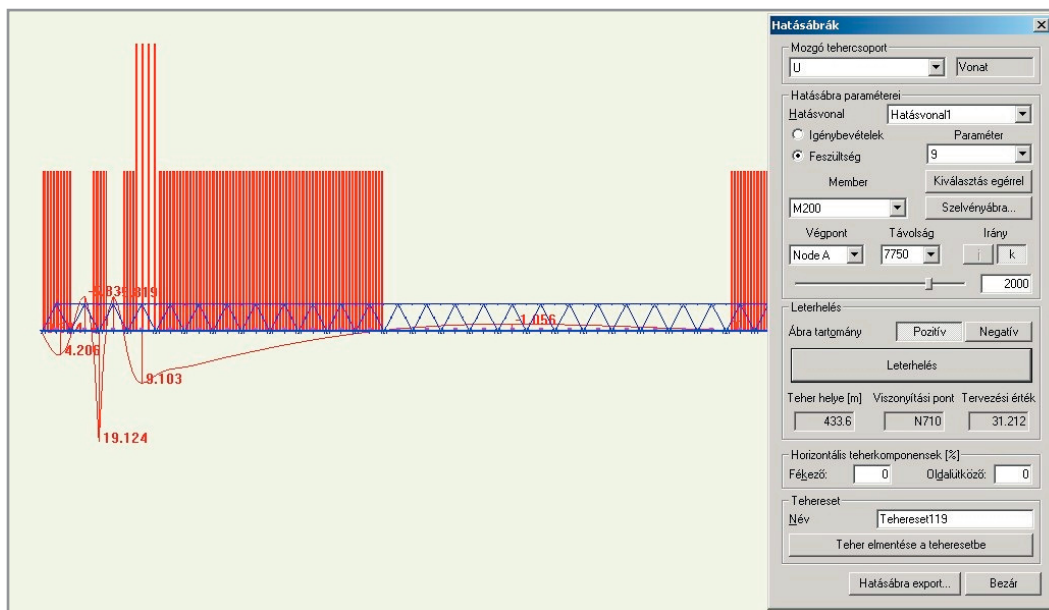 Hatásábrák
Mozgó tehercsoport
U
Vonat
Hatásábra paraméterei
Hatásvonal
Hatásvonal1
Igénybevételek
Paraméter
Feszültség
9
Member
Kiválasztás egérrel
M200
Szelvényábra...
Végpont
Távolság
Irány
Node A
7750
j
k
2000
Leterhelés
Ábra tartomány
Pozitív
Negatív
Leterhelés
Teher helye [m]
Viszonyítási pont
Tervezési érték
433.6
N710
31.212
Horizontális teherkomponensek [%]
Fékező:
0
Oldalütköző:
0
Tehereset
Név
Tehereset119
Teher elmentése a teheresetbe
Hatásábra export...
Bezár
-1.056
4.206
9.103
19.124